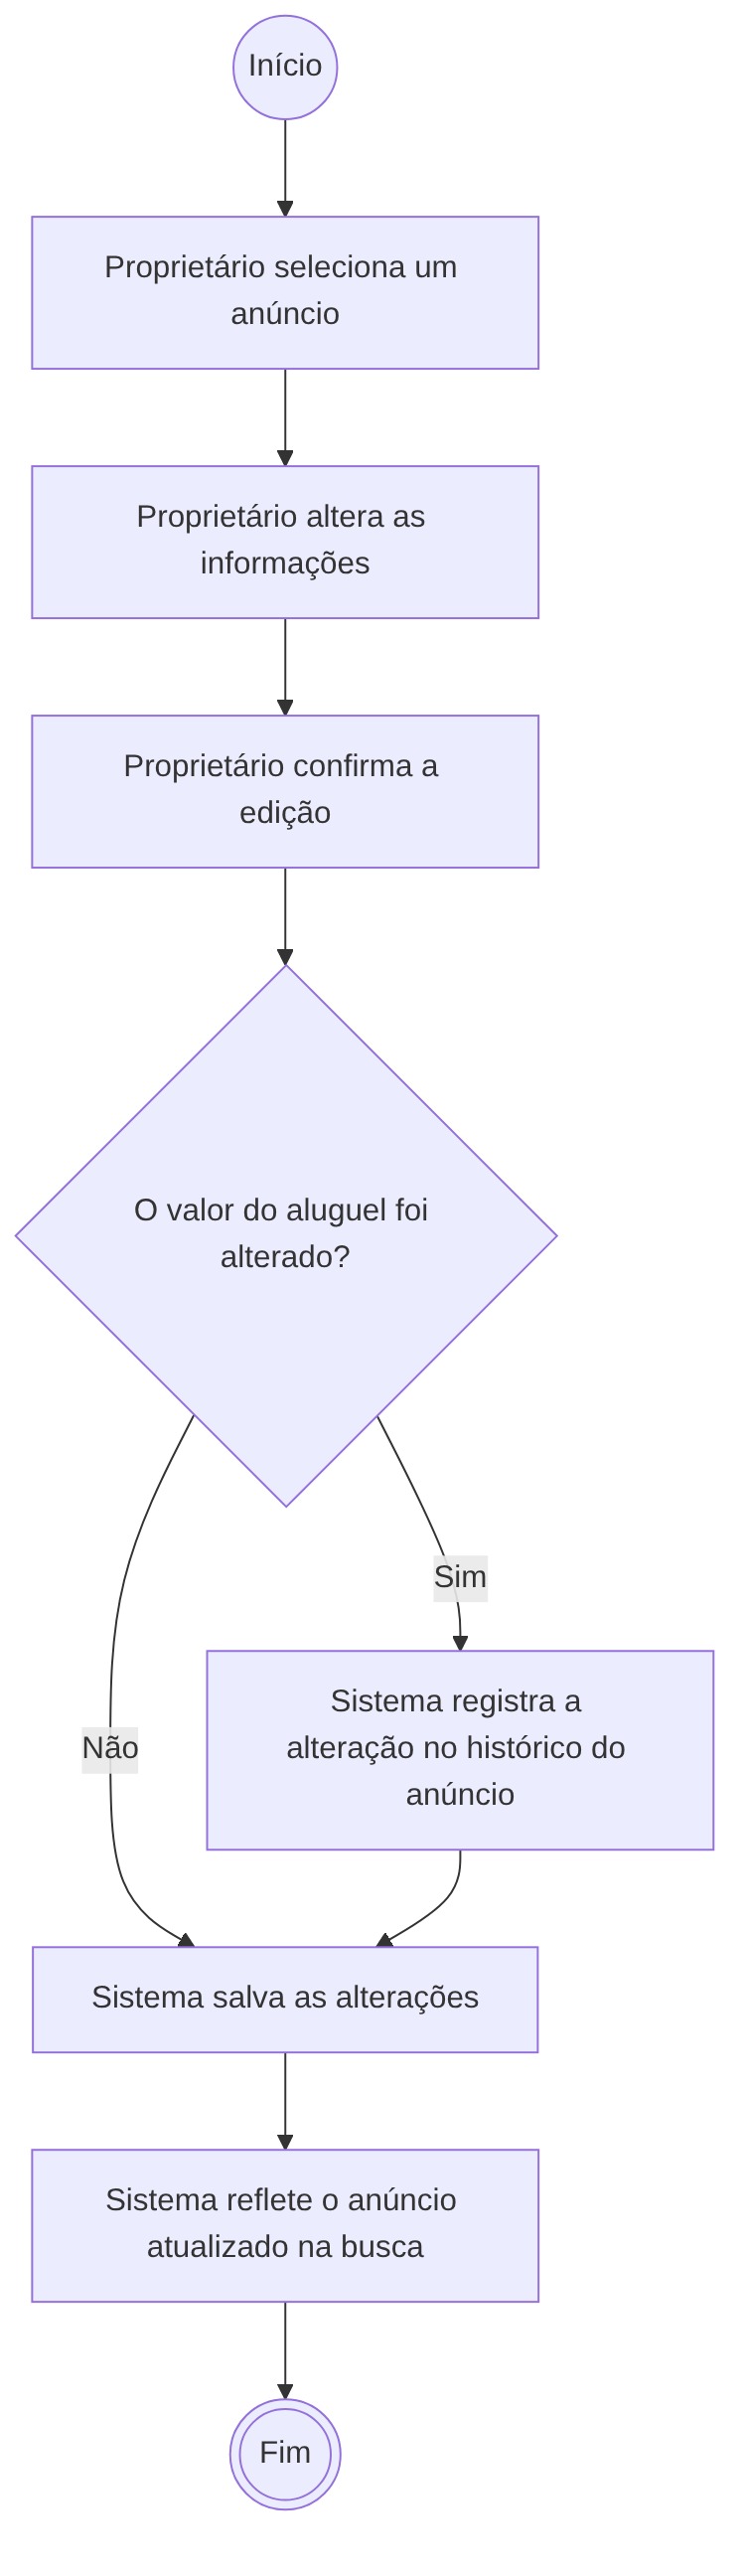 Início
Proprietário seleciona um
anúncio
Proprietário altera as
informações
Proprietário confirma a
edição
O valor do aluguel foi
alterado?
Sim
Não
Sistema registra a
alteração no histórico do
anúncio
Sistema salva as alterações
Sistema reflete o anúncio
atualizado na busca
Fim